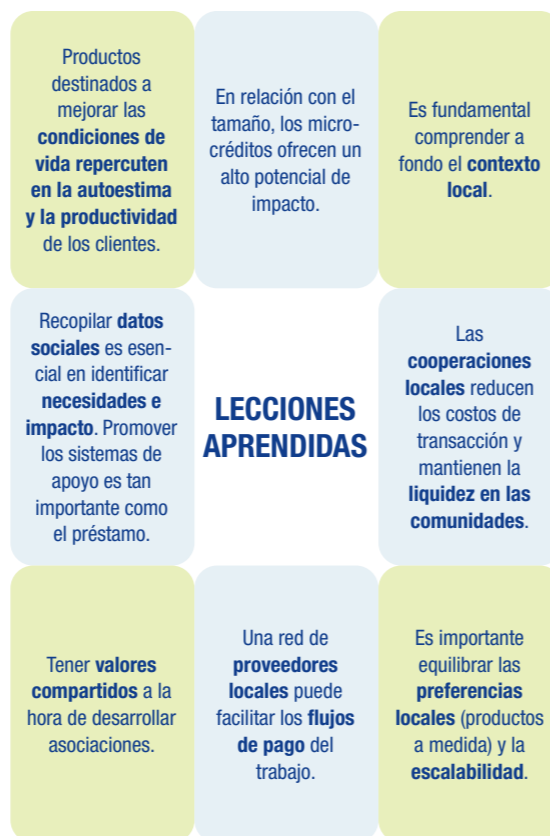 Productos
destinados a
mejorar las
condiciones de
vida repercuten
en la autoestima
y la productividad
de los clientes.
En relación con el
tamaño, los micro-
créditos ofrecen un
alto potencial de
impacto.
Es fundamental
comprender a
fondo el contexto
local.
Recopilar datos
sociales es esen-
cial en identificar
necesidades e
impacto. Promover
los sistemas de
apoyo es tan
importante como
el préstamo.
LECCIONES
APRENDIDAS
Las
cooperaciones
locales reducen
los costos de
transacción y
mantienen la
liquidez en las
comunidades.
Tener valores
compartidos a la
hora de desarrollar
asociaciones.
Una red de
proveedores
locales puede
facilitar los flujos
de pago del
trabajo.
Es importante
equilibrar las
preferencias
locales (productos
a medida) y la
escalabilidad.